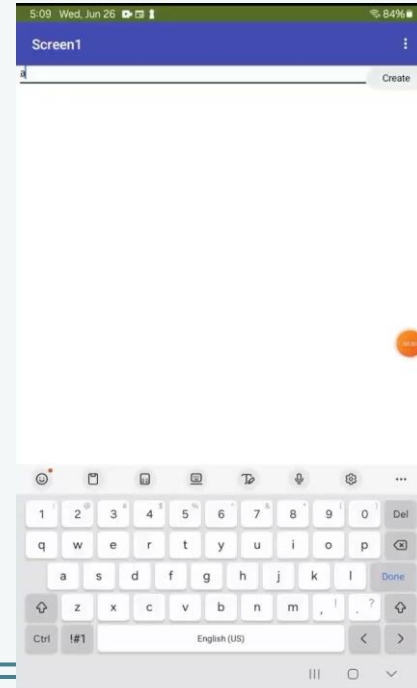 5:09 Wed, Jun 26 84%
Screen1
a
Create
1 2 3 4 5 6 7 8 9 0 Del
q w e r t y u i o p
a s d f g h j k l Done
z x c v b n m , ! . ?
Ctrl !#1 English (US) < >